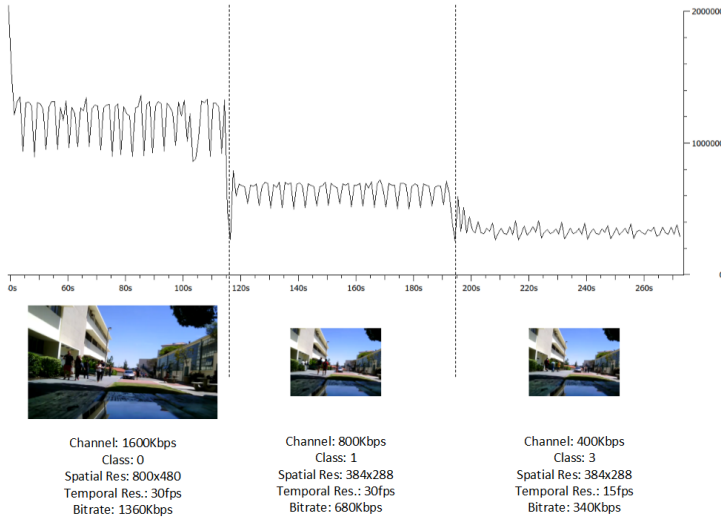 2000000
1000000
0
0s 60s 80s 100s 120s 140s 160s 180s 200s 220s 240s 260s
Channel: 1600Kbps
Class: 0
Spatial Res: 800x480
Temporal Res.: 30fps
Bitrate: 1360Kbps
Channel: 800Kbps
Class: 1
Spatial Res: 384x288
Temporal Res.: 30fps
Bitrate: 680Kbps
Channel: 400Kbps
Class: 3
Spatial Res: 384x288
Temporal Res.: 15fps
Bitrate: 340Kbps